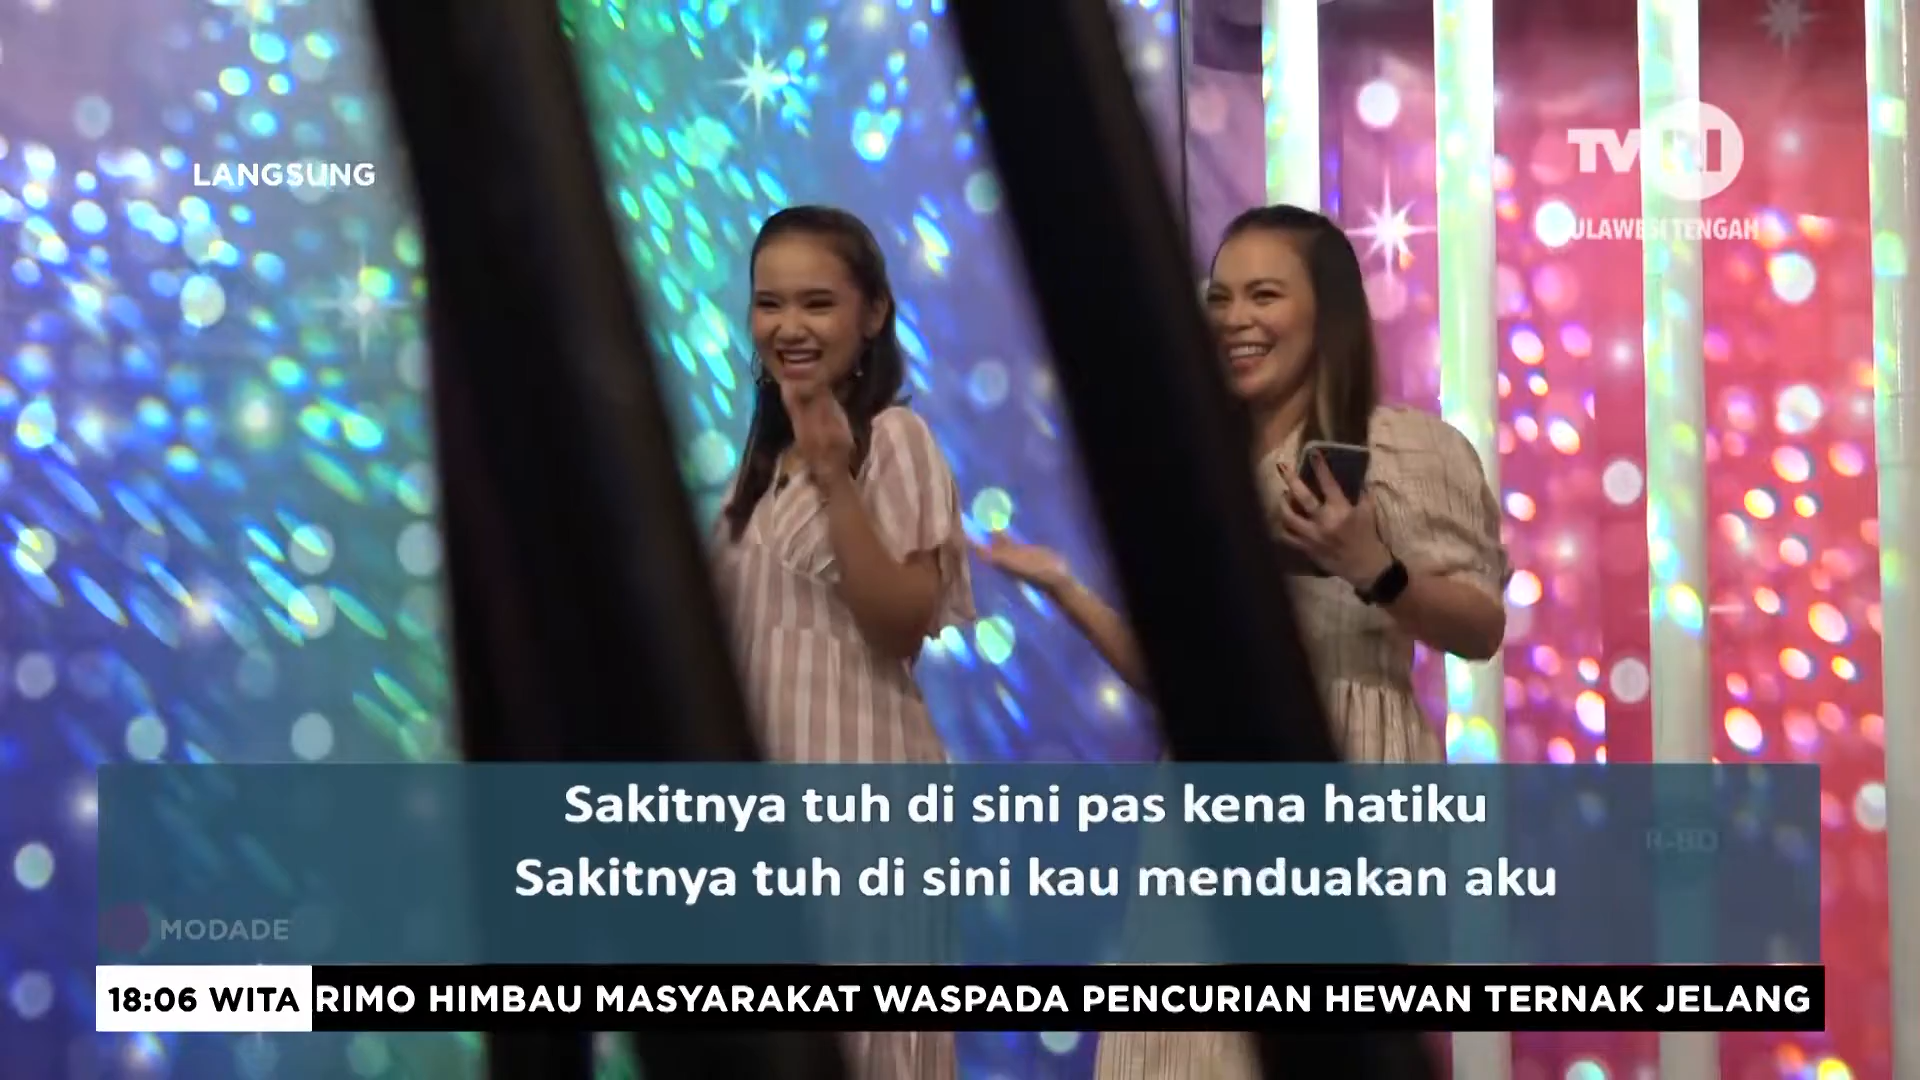 LANGSUNG
TVRI
SULAWESI TENGAH
Sakitnya tuh di sini pas kena hatiku
Sakitnya tuh di sini kau menduakan aku
R-BO
MODADE
18:06 WITA RIMO HIMBAU MASYARAKAT WASPADA PENCURIAN HEWAN TERNAK JELANG